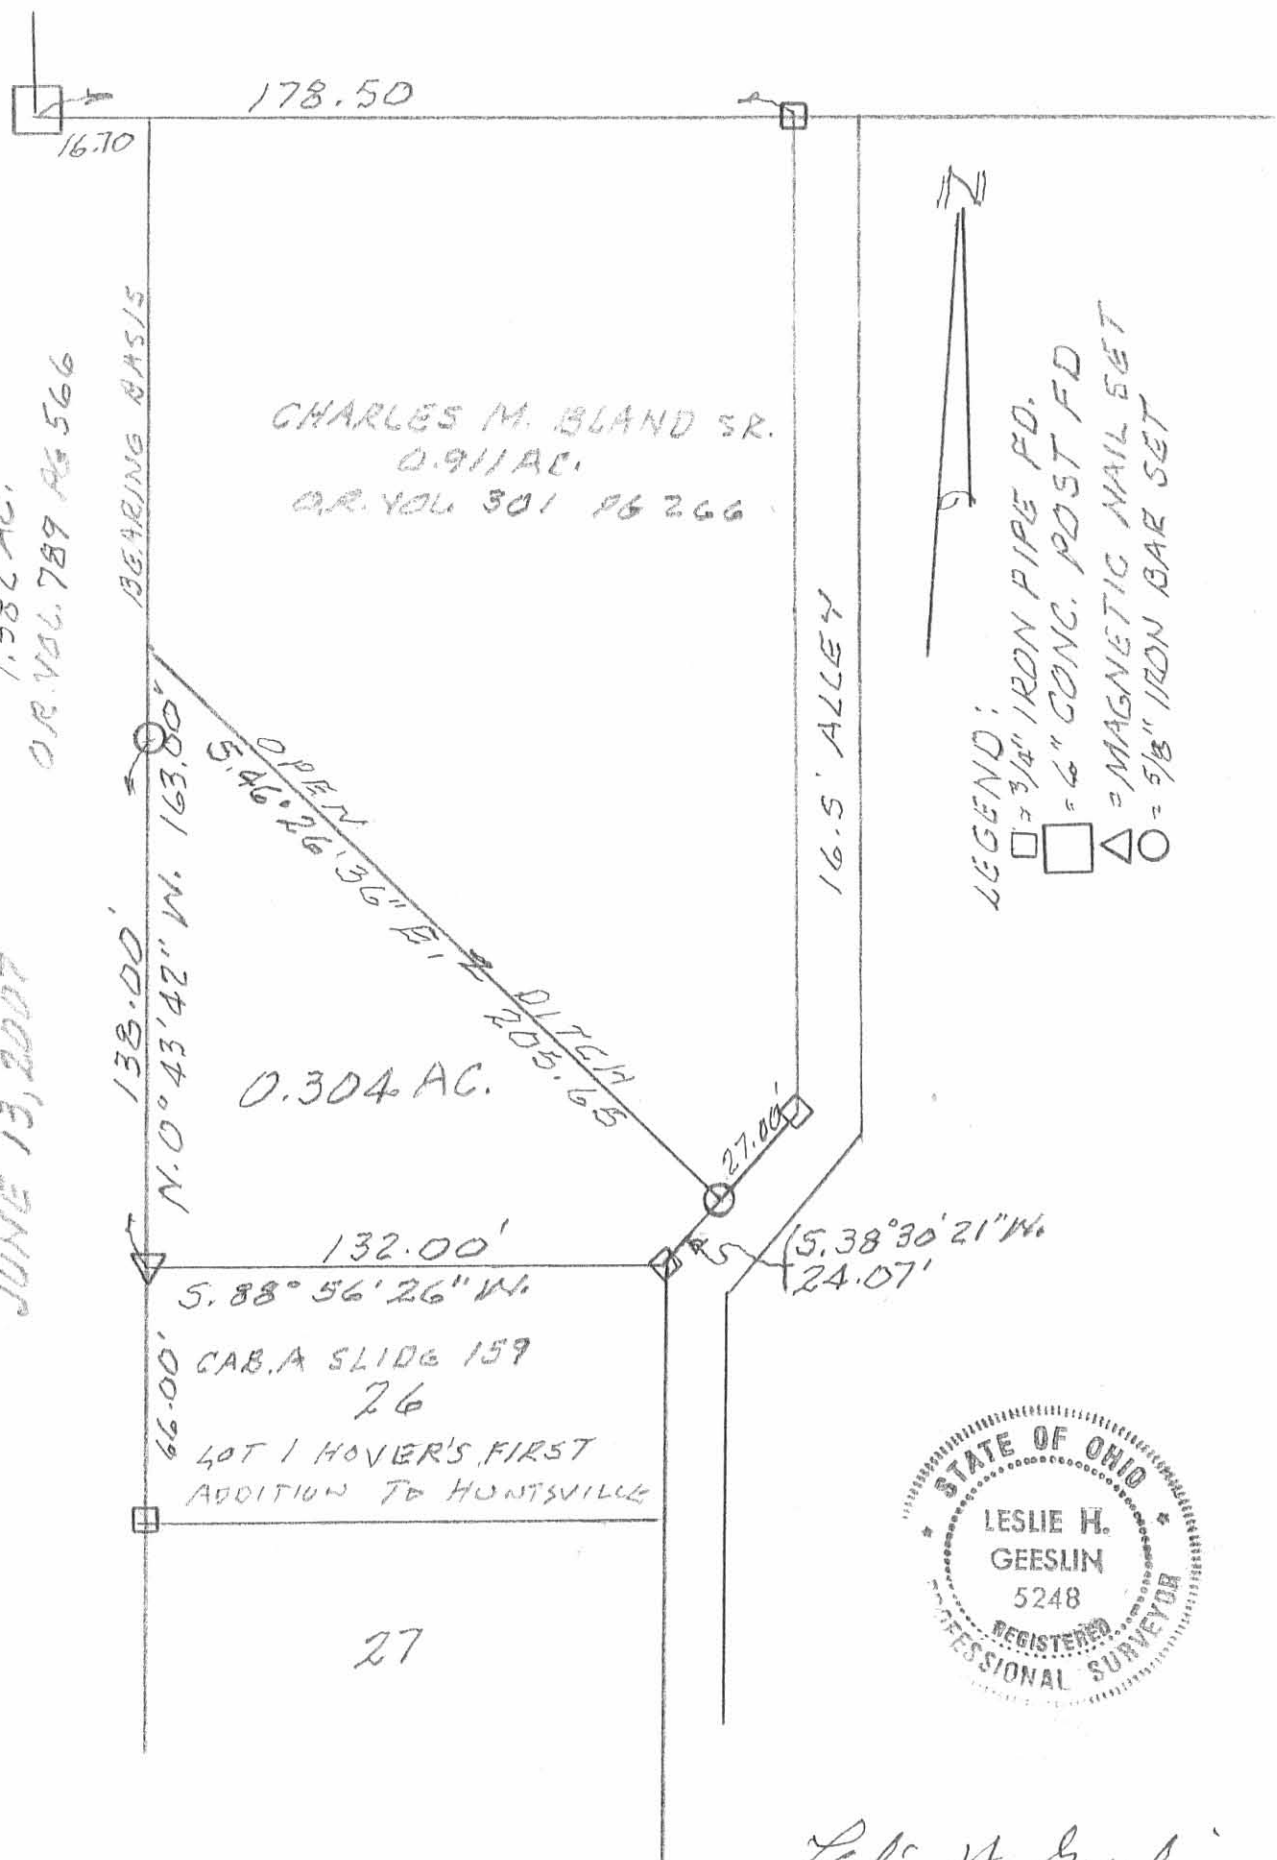 178.50
16.70
BEARING BASIS
1.382 AC.
O.R. VOL. 789 PG 566
JUNE 13, 2007
CHARLES M. BLAND SR.
0.911 AC.
O.R. VOL 301 PG 266
N
16.5' ALLEY
LEGEND:
□ = 3/4" IRON PIPE FD.
□ = 6" CONC. POST FD
△ = MAGNETIC NAIL SET
○ = 5/8" IRON BAR SET
OPEN DITCH
S.46°26'36" E. 205.65
138.00'
N.0°43'42" W. 163.80'
0.304 AC.
27.00'
S.38°30'21" W.
24.07'
132.00'
S.88°56'26" W.
66.00'
CAB.A SLIDE 159
26
LOT 1 HOVER'S FIRST
ADDITION TO HUNTSVILLE
27
STATE OF OHIO
LESLIE H.
GEESLIN
5248
REGISTERED
PROFESSIONAL SURVEYOR